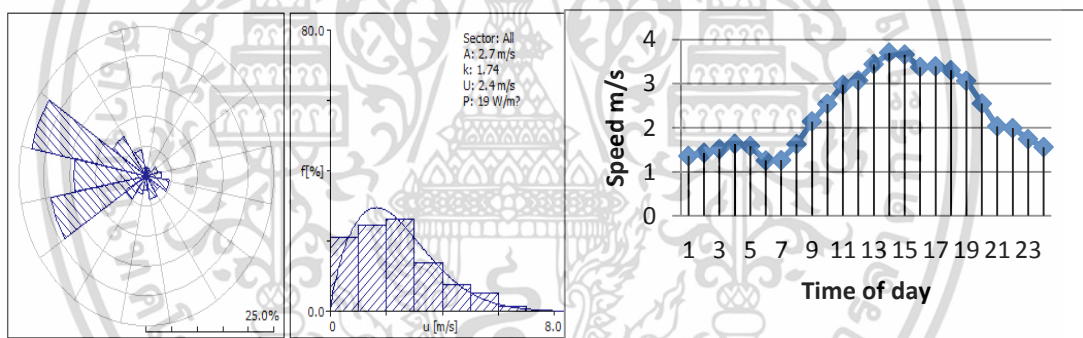 25.0%
80.0
Sector: All
A: 2.7 m/s
k: 1.74
U: 2.4 m/s
P: 19 W/m?
f[%]
0.0
0 u [m/s] 8.0
Speed m/s
4
3
2
1
0
1 3 5 7 9 11 13 15 17 19 21 23
Time of day